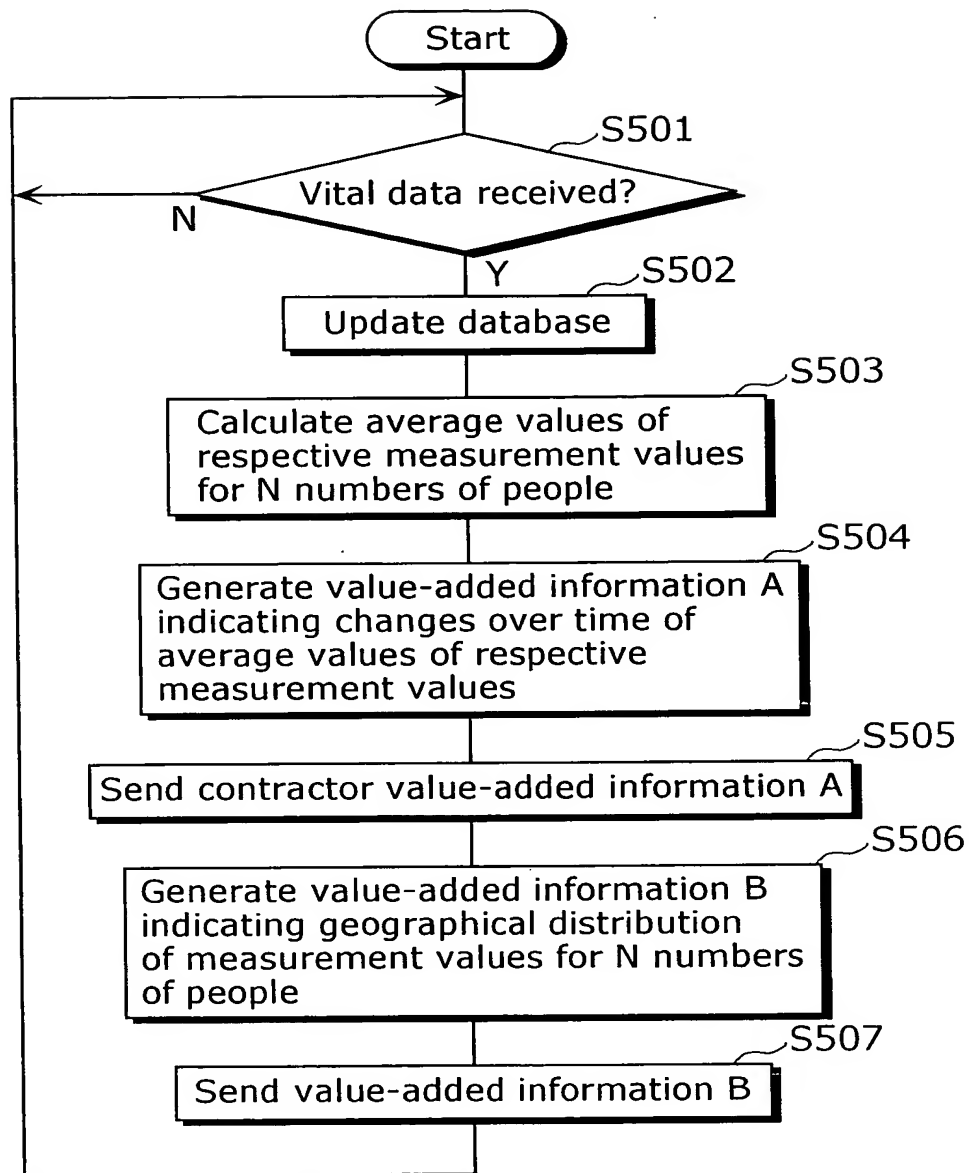 Start
S501
Vital data received?
N
Y
S502
Update database
S503
Calculate average values of
respective measurement values
for N numbers of people
S504
Generate value-added information A
indicating changes over time of
average values of respective
measurement values
S505
Send contractor value-added information A
S506
Generate value-added information B
indicating geographical distribution
of measurement values for N numbers
of people
S507
Send value-added information B